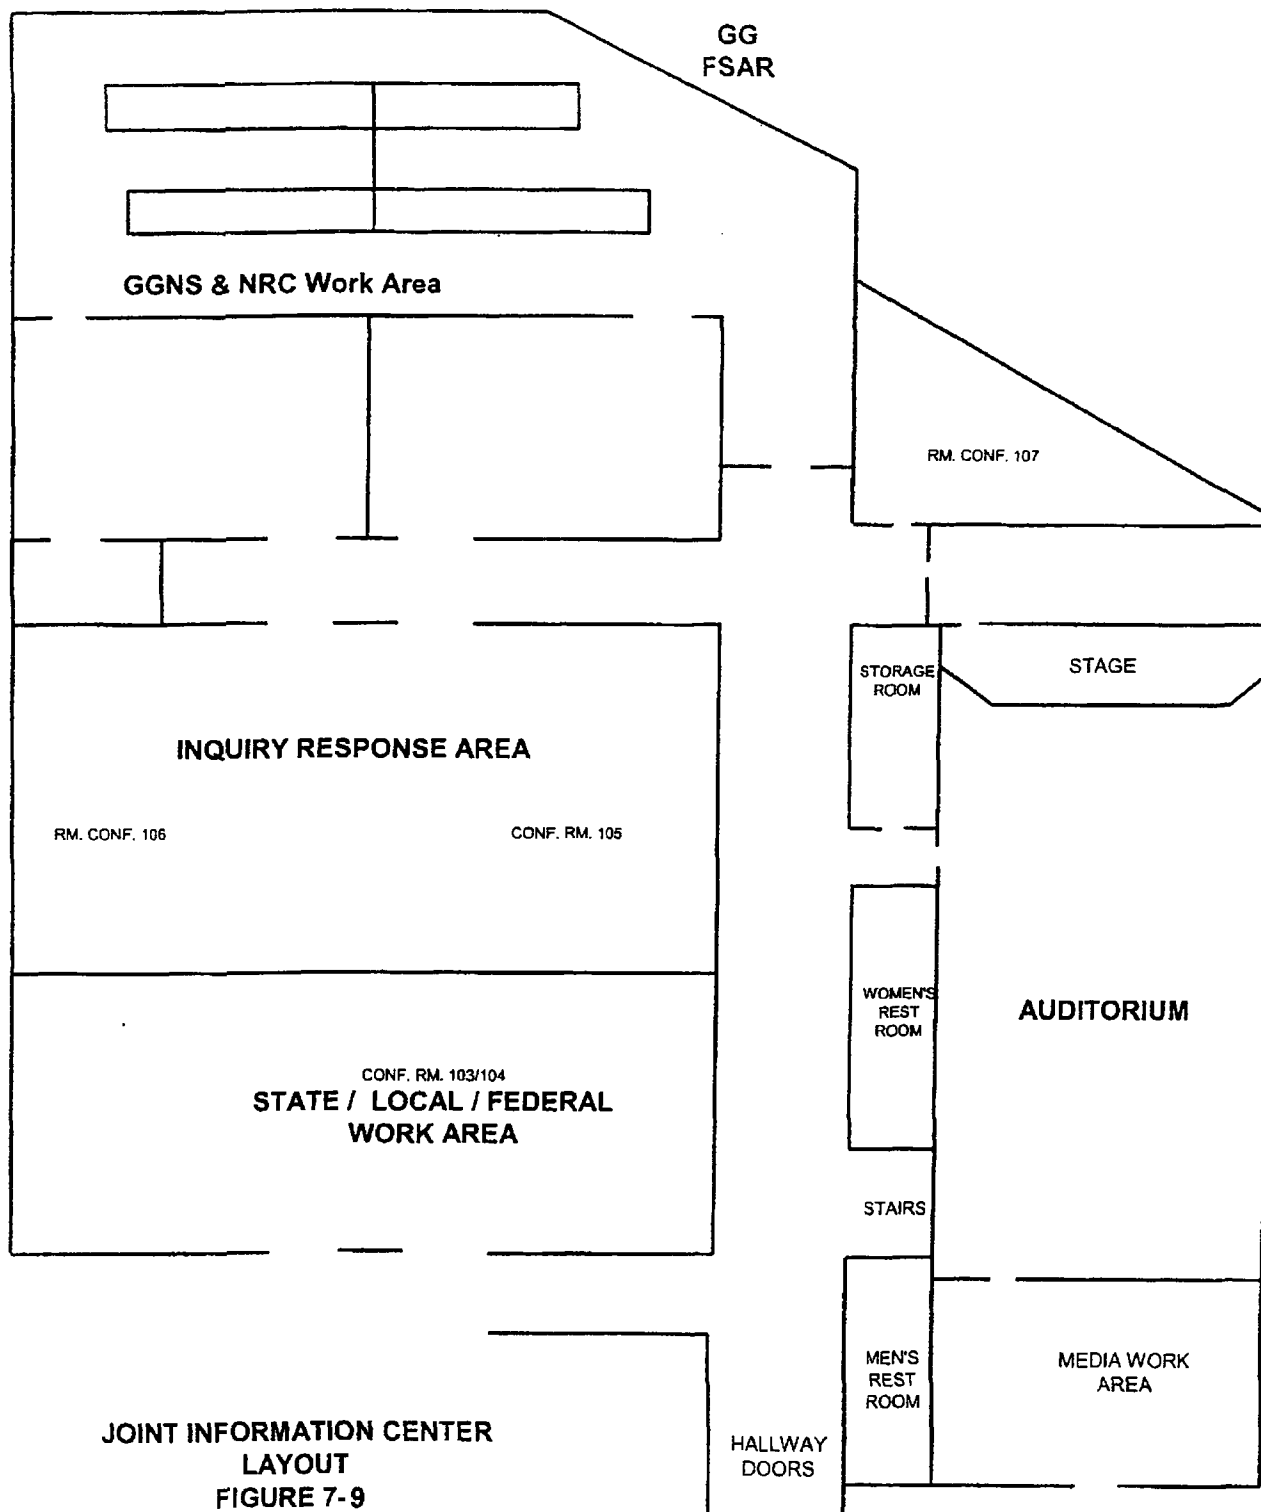 GG
FSAR
GGNS & NRC Work Area
RM. CONF. 107
STORAGE
ROOM
STAGE
INQUIRY RESPONSE AREA
RM. CONF. 106
CONF. RM. 105
WOMEN'S
REST
ROOM
AUDITORIUM
CONF. RM. 103/104
STATE / LOCAL / FEDERAL
WORK AREA
STAIRS
MEN'S
REST
ROOM
MEDIA WORK
AREA
HALLWAY
DOORS
JOINT INFORMATION CENTER
LAYOUT
FIGURE 7-9